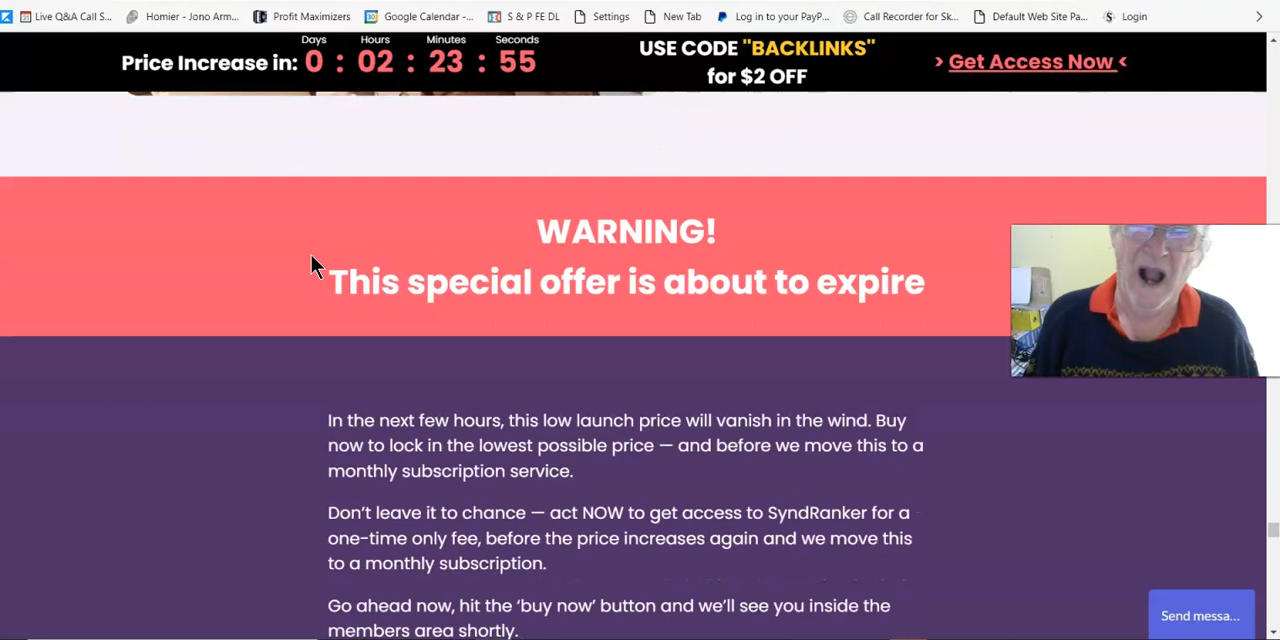 Live Q&A Call S... Homier - Jono Arm... Profit Maximizers Google Calendar -... S & P FE DL Settings New Tab Log in to your PayP... Call Recorder for Sk... Default Web Site Pa... Login
Days Hours Minutes Seconds
Price Increase in: 0 : 02 : 23 : 55
USE CODE "BACKLINKS"
for $2 OFF
> Get Access Now <
WARNING!
This special offer is about to expire
In the next few hours, this low launch price will vanish in the wind. Buy
now to lock in the lowest possible price — and before we move this to a
monthly subscription service.
Don’t leave it to chance — act NOW to get access to SyndRanker for a
one-time only fee, before the price increases again and we move this
to a monthly subscription.
Go ahead now, hit the ‘buy now’ button and we’ll see you inside the
members area shortly.
Send messa...